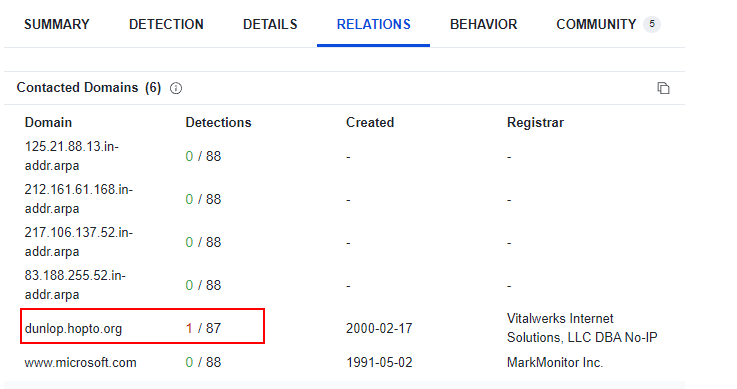 SUMMARY DETECTION DETAILS RELATIONS BEHAVIOR COMMUNITY 5
Contacted Domains (6)
Domain Detections Created Registrar
125.21.88.13.in-
addr.arpa 0 / 88 - -
212.161.61.168.in-
addr.arpa 0 / 88 - -
217.106.137.52.in-
addr.arpa 0 / 88 - -
83.188.255.52.in-
addr.arpa 0 / 88 - -
dunlop.hopto.org 1 / 87 2000-02-17 Vitalwerks Internet
Solutions, LLC DBA No-IP
www.microsoft.com 0 / 88 1991-05-02 MarkMonitor Inc.